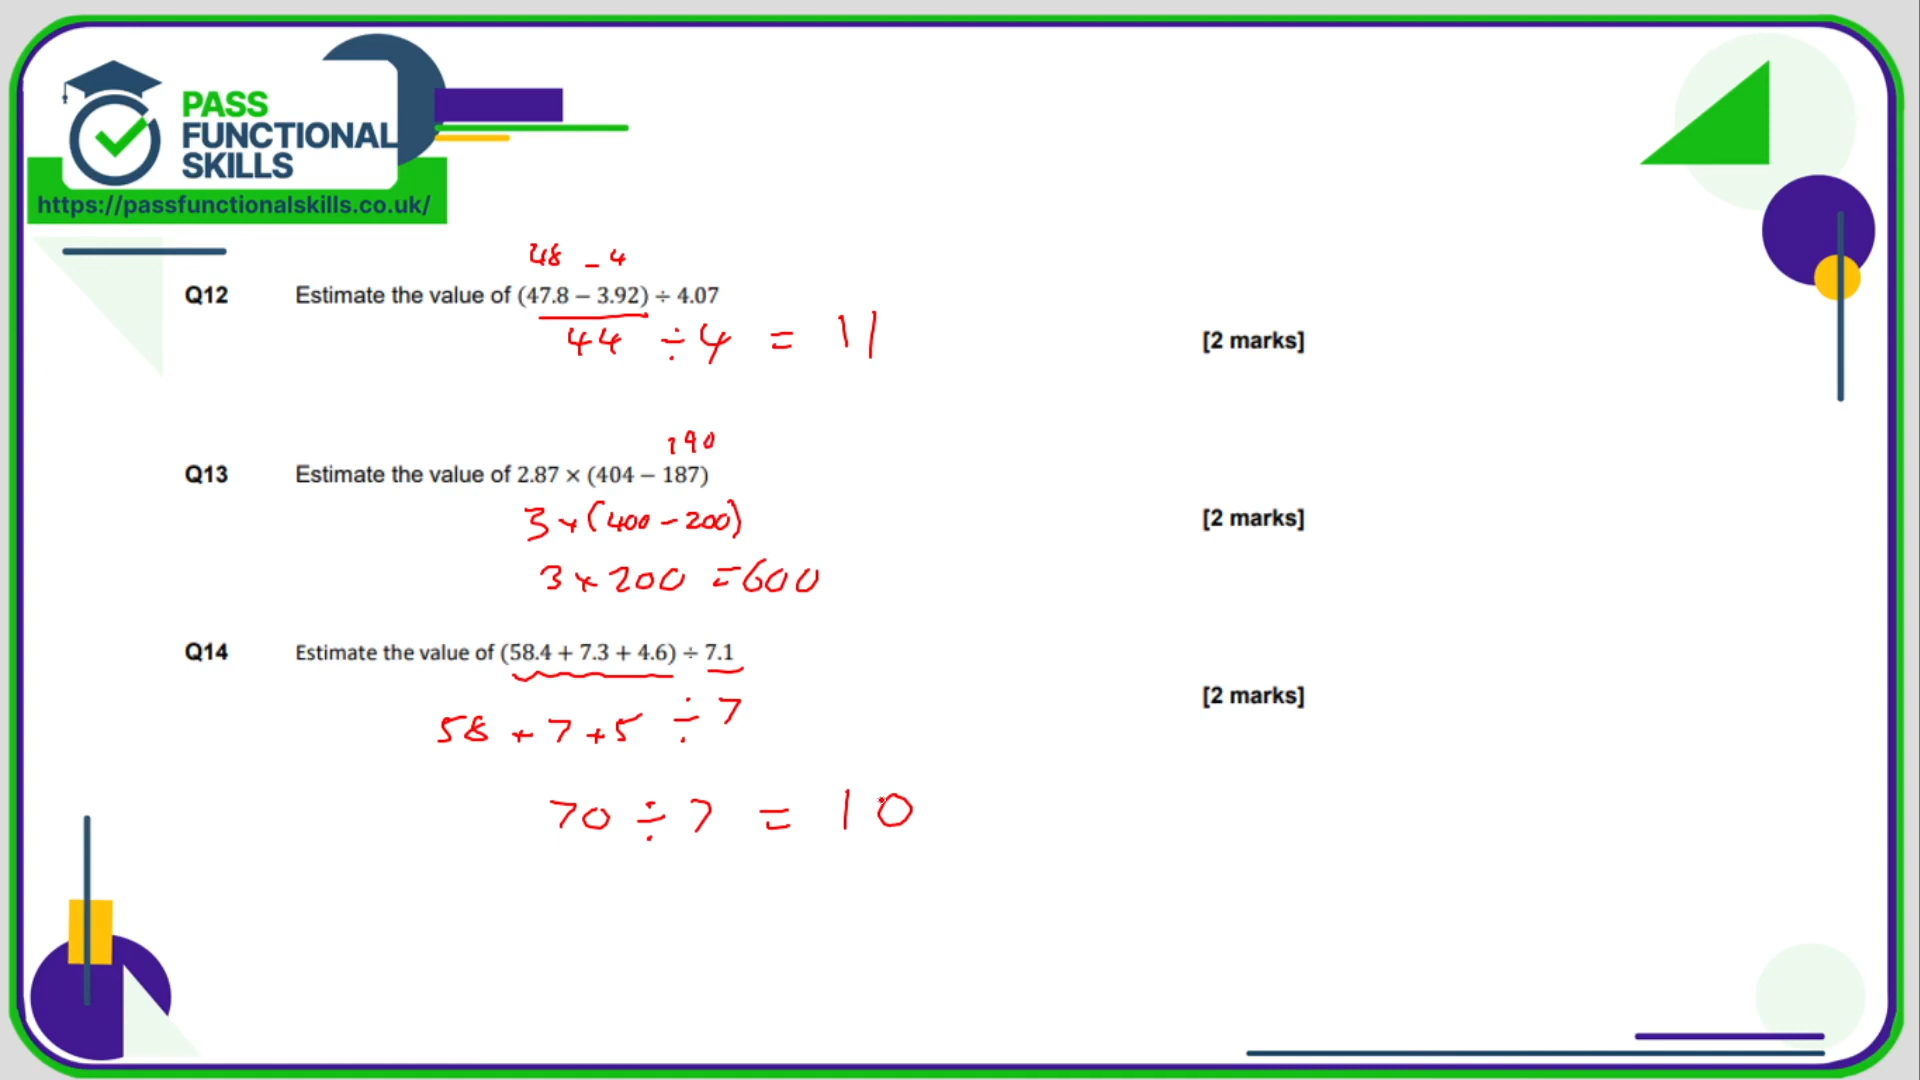 PASS
FUNCTIONAL
SKILLS
https://passfunctionalskills.co.uk/
48 - 4
Q12 Estimate the value of (47.8 − 3.92) ÷ 4.07
44 ÷ 4 = 11
[2 marks]
190
Q13 Estimate the value of 2.87 × (404 − 187)
3 × (400 - 200)
[2 marks]
3 × 200 = 600
Q14 Estimate the value of (58.4 + 7.3 + 4.6) ÷ 7.1
[2 marks]
58 + 7 + 5 ÷ 7
70 ÷ 7 = 10